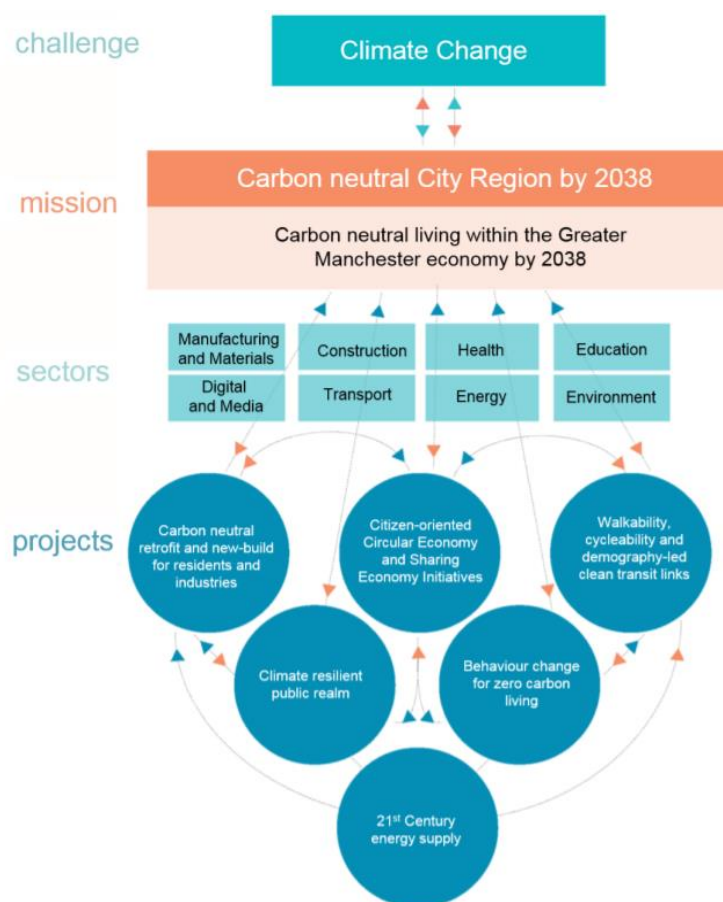 challenge
Climate Change
mission
Carbon neutral City Region by 2038
Carbon neutral living within the Greater
Manchester economy by 2038
sectors
Manufacturing
and Materials
Construction
Health
Education
Digital
and Media
Transport
Energy
Environment
projects
Carbon neutral
retrofit and new-build
for residents and
industries
Citizen-oriented
Circular Economy
and Sharing
Economy Initiatives
Walkability,
cycleability and
demography-led
clean transit links
Climate resilient
public realm
Behaviour change
for zero carbon
living
21st Century
energy supply